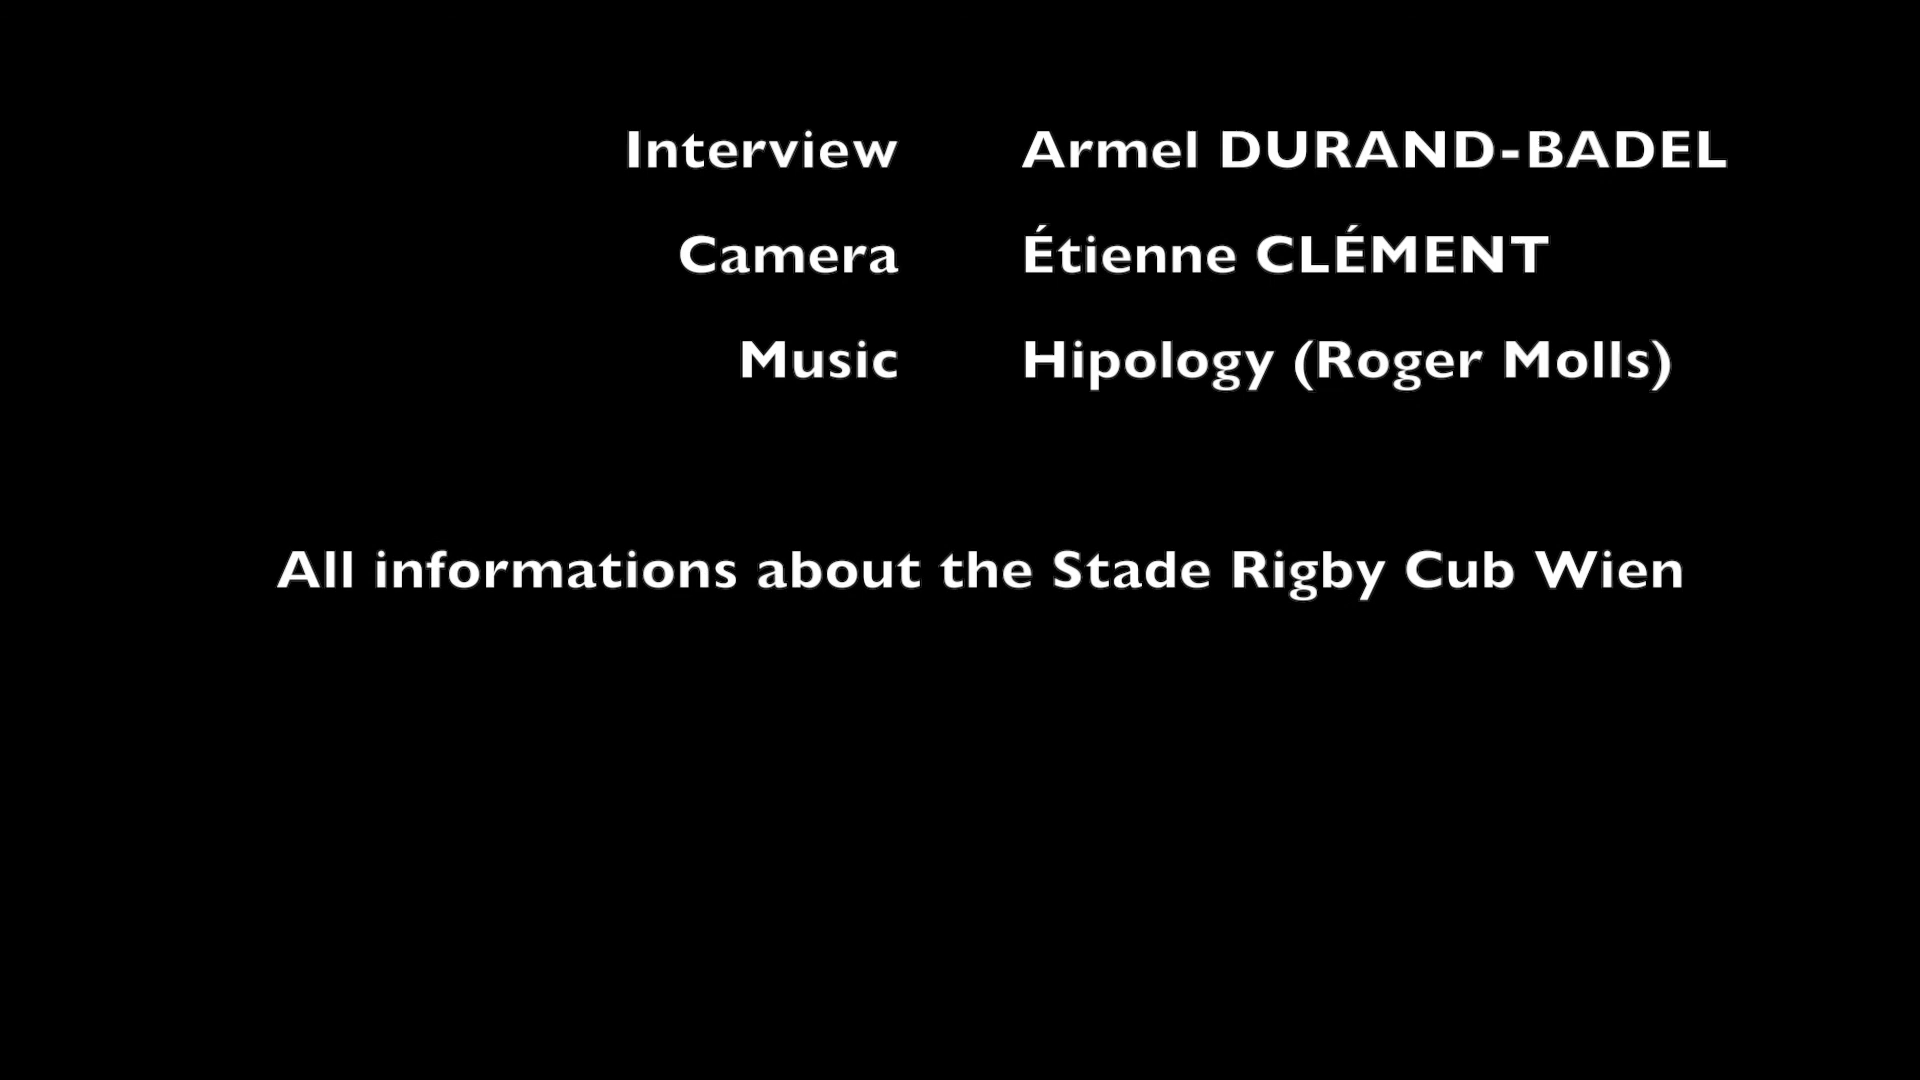 Interview Armel DURAND-BADEL
Camera Étienne CLÉMENT
Music Hipology (Roger Molls)
All informations about the Stade Rigby Cub Wien